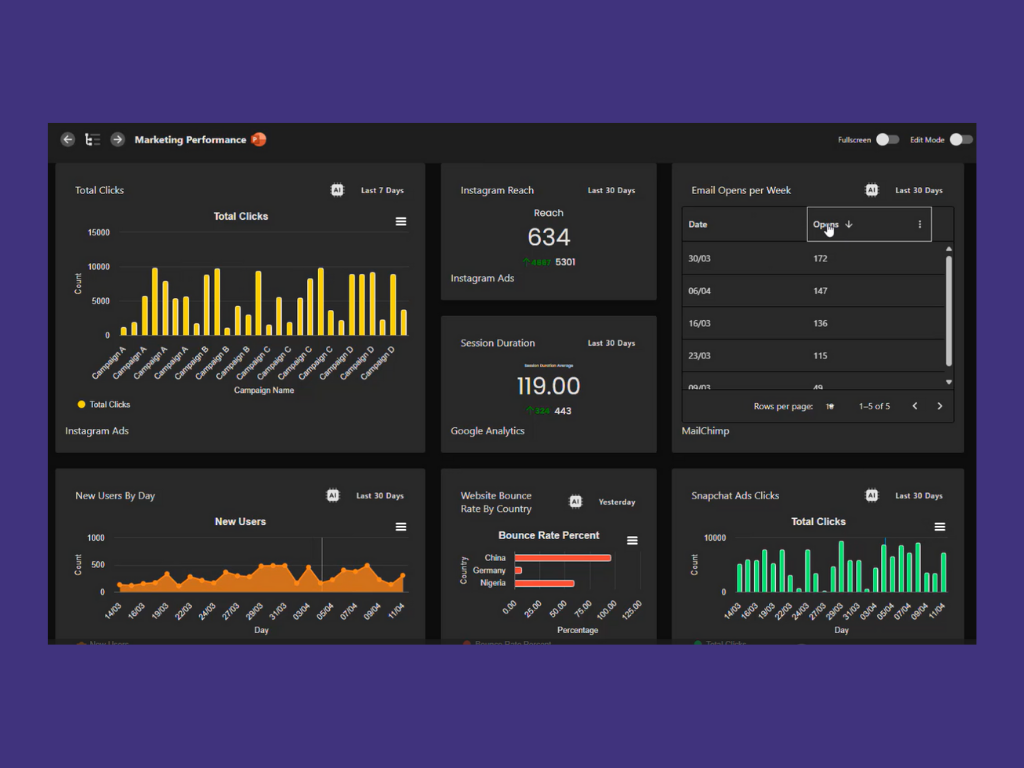 Marketing Performance
Fullscreen
Edit Mode
Total Clicks
AI
Last 7 Days
Total Clicks
15000
10000
5000
0
Count
Campaign A
Campaign A
Campaign A
Campaign A
Campaign B
Campaign B
Campaign B
Campaign C
Campaign C
Campaign C
Campaign C
Campaign D
Campaign D
Campaign D
Campaign Name
Total Clicks
Instagram Ads
Instagram Reach
Last 30 Days
Reach
634
4667 5301
Instagram Ads
Session Duration
Last 30 Days
Session Duration Average
119.00
324 443
Google Analytics
Email Opens per Week
AI
Last 30 Days
Date
Opens
30/03
172
06/04
147
16/03
136
23/03
115
09/03
49
Rows per page:
10
1–5 of 5
MailChimp
New Users By Day
AI
Last 30 Days
New Users
1000
500
0
Count
14/03
16/03
19/03
22/03
24/03
27/03
29/03
31/03
03/04
05/04
07/04
09/04
11/04
Day
New Users
Website Bounce
Rate By Country
AI
Yesterday
Bounce Rate Percent
Country
China
Germany
Nigeria
0.00
25.00
50.00
75.00
100.00
125.00
Percentage
Bounce Rate Percent
Snapchat Ads Clicks
AI
Last 30 Days
Total Clicks
10000
0
Count
14/03
16/03
19/03
22/03
24/03
27/03
29/03
31/03
03/04
05/04
07/04
09/04
11/04
Day
Total Clicks